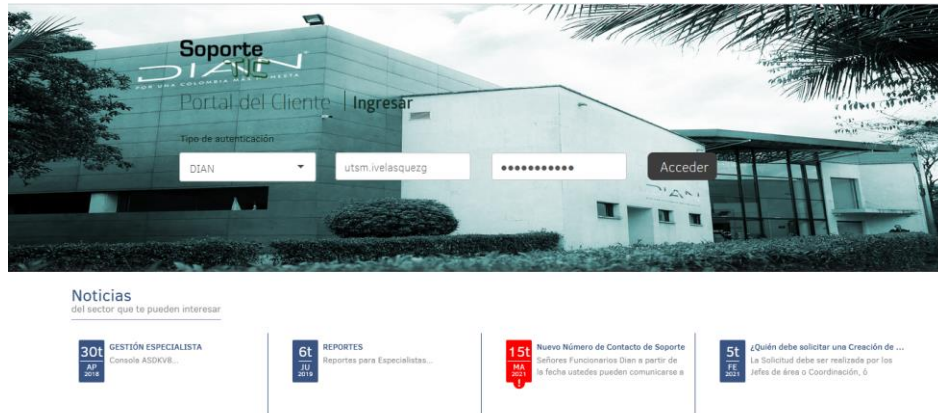 Soporte
TIC
DIAN
POR UNA COLOMBIA MÁS HONESTA
Portal del Cliente | Ingresar
Tipo de autenticación
DIAN
utsm.ivelasquezg
•••••••••••
Acceder
DIAN
Noticias
del sector que te pueden interesar
30t
AP
2018
GESTIÓN ESPECIALISTA
Consola ASDKV8...
6t
JU
2019
REPORTES
Reportes para Especialistas...
15t
MA
2021
!
Nuevo Número de Contacto de Soporte
Señores Funcionarios Dian a partir de
la fecha ustedes pueden comunicarse a
5t
FE
2021
¿Quién debe solicitar una Creación de ...
La Solicitud debe ser realizada por los
Jefes de área o Coordinación, ó